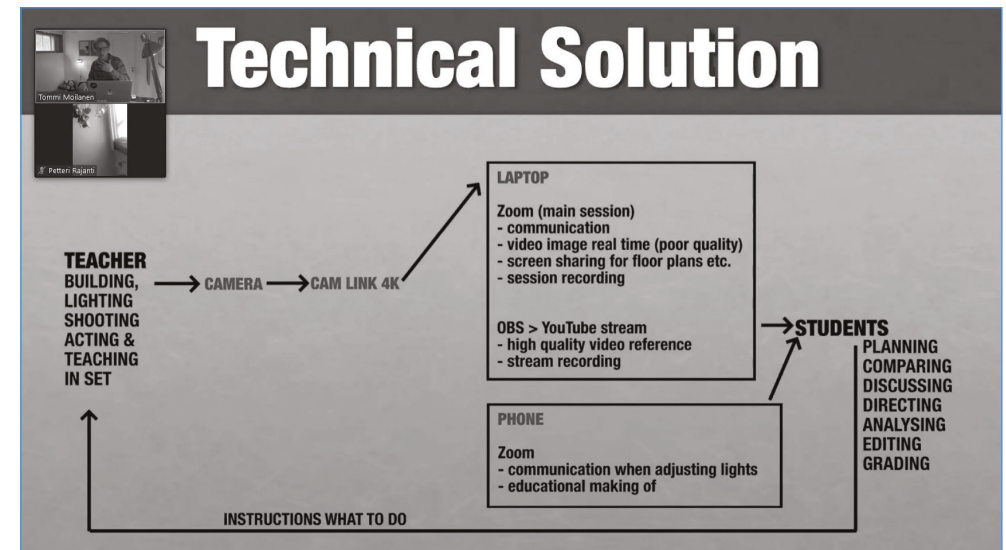 Technical Solution
Tommi Moilanen
Petteri Rajanti
TEACHER
BUILDING,
LIGHTING
SHOOTING
ACTING &
TEACHING
IN SET
CAMERA
CAM LINK 4K
LAPTOP
Zoom (main session)
- communication
- video image real time (poor quality)
- screen sharing for floor plans etc.
- session recording
OBS > YouTube stream
- high quality video reference
- stream recording
PHONE
Zoom
- communication when adjusting lights
- educational making of
STUDENTS
PLANNING
COMPARING
DISCUSSING
DIRECTING
ANALYSING
EDITING
GRADING
INSTRUCTIONS WHAT TO DO